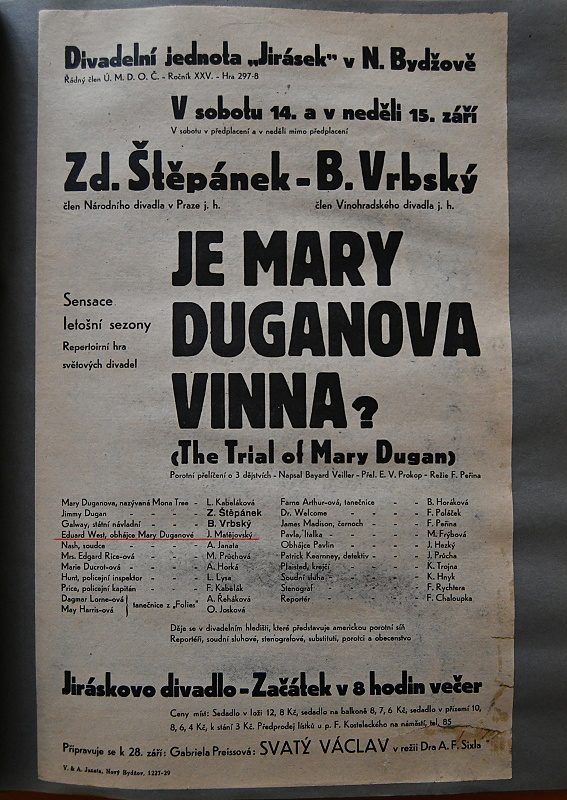 Divadelní jednota „Jirásek" v N. Bydžově
Řádný člen Ú. M. D. O. Č. - Ročník XXV. - Hra 297-8
V sobotu 14. a v neděli 15. září
V sobotu v předplacení a v neděli mimo předplacení
Zd. Štěpánek - B. Vrbský
člen Národního divadla v Praze j. h. člen Vinohradského divadla j. h.
JE MARY
DUGANOVA
VINNA?
Sensace
letošní sezony
Repertoirní hra
světových divadel
(The Trial of Mary Dugan)
Porotní přelíčení o 3 dějstvích - Napsal Bayard Veiller - Přel. E. V. Prokop - Režie F. Peřina
Mary Duganova, nazývaná Mona Tree - L. Kabeláková
Jimmy Dugan - - - Z. Štěpánek
Galway, státní návladní - - B. Vrbský
Eduard West, obhájce Mary Duganové J. Matějovský
Nash, soudce - - - - A. Janata
Mrs. Edgard Rice-ová - - - M. Průchová
Marie Ducrot-ová - - - A. Horká
Hunt, policejní inspektor - - L. Lysa
Price, policejní kapitán - - F. Kabelák
Dagmar Lorne-ová A. Řeháková
May Harris-ová tanečnice z „Folies" O. Josková
Farne Arthur-ová, tanečnice - - B. Horáková
Dr. Welcome - - - F. Poláček
James Madison, černoch - - F. Peřina
Pavla, Italka - - - M. Frýbová
Obhájce Pavlin - - - J. Hezký
Patrick Kearnney, detektiv - - J. Průcha
Plaisted, krejčí - - - K. Trojna
Soudní sluha - - - K. Hnyk
Stenograf - - - F. Rychtera
Reportér - - - F. Chaloupka
Děje se v divadelním hledišti, které představuje americkou porotní síň
Reportéři, soudní sluhové, stenografové, substituti, porotci a obecenstvo
Jiráskovo divadlo - Začátek v 8 hodin večer
Ceny míst: Sedadlo v loži 12, 8 Kč, sedadlo na balkoně 8, 7, 6 Kč, sedadlo v přízemí 10,
8, 6, 4 Kč, k stání 3 Kč. Předprodej lístků u p. F. Kosteleckého na náměstí, tel. 85
Připravuje se k 28. září: Gabriela Preissová: SVATÝ VÁCLAV v režii Dra A. F. Šixla
V. & A. Janata, Nový Bydžov, 1227-29